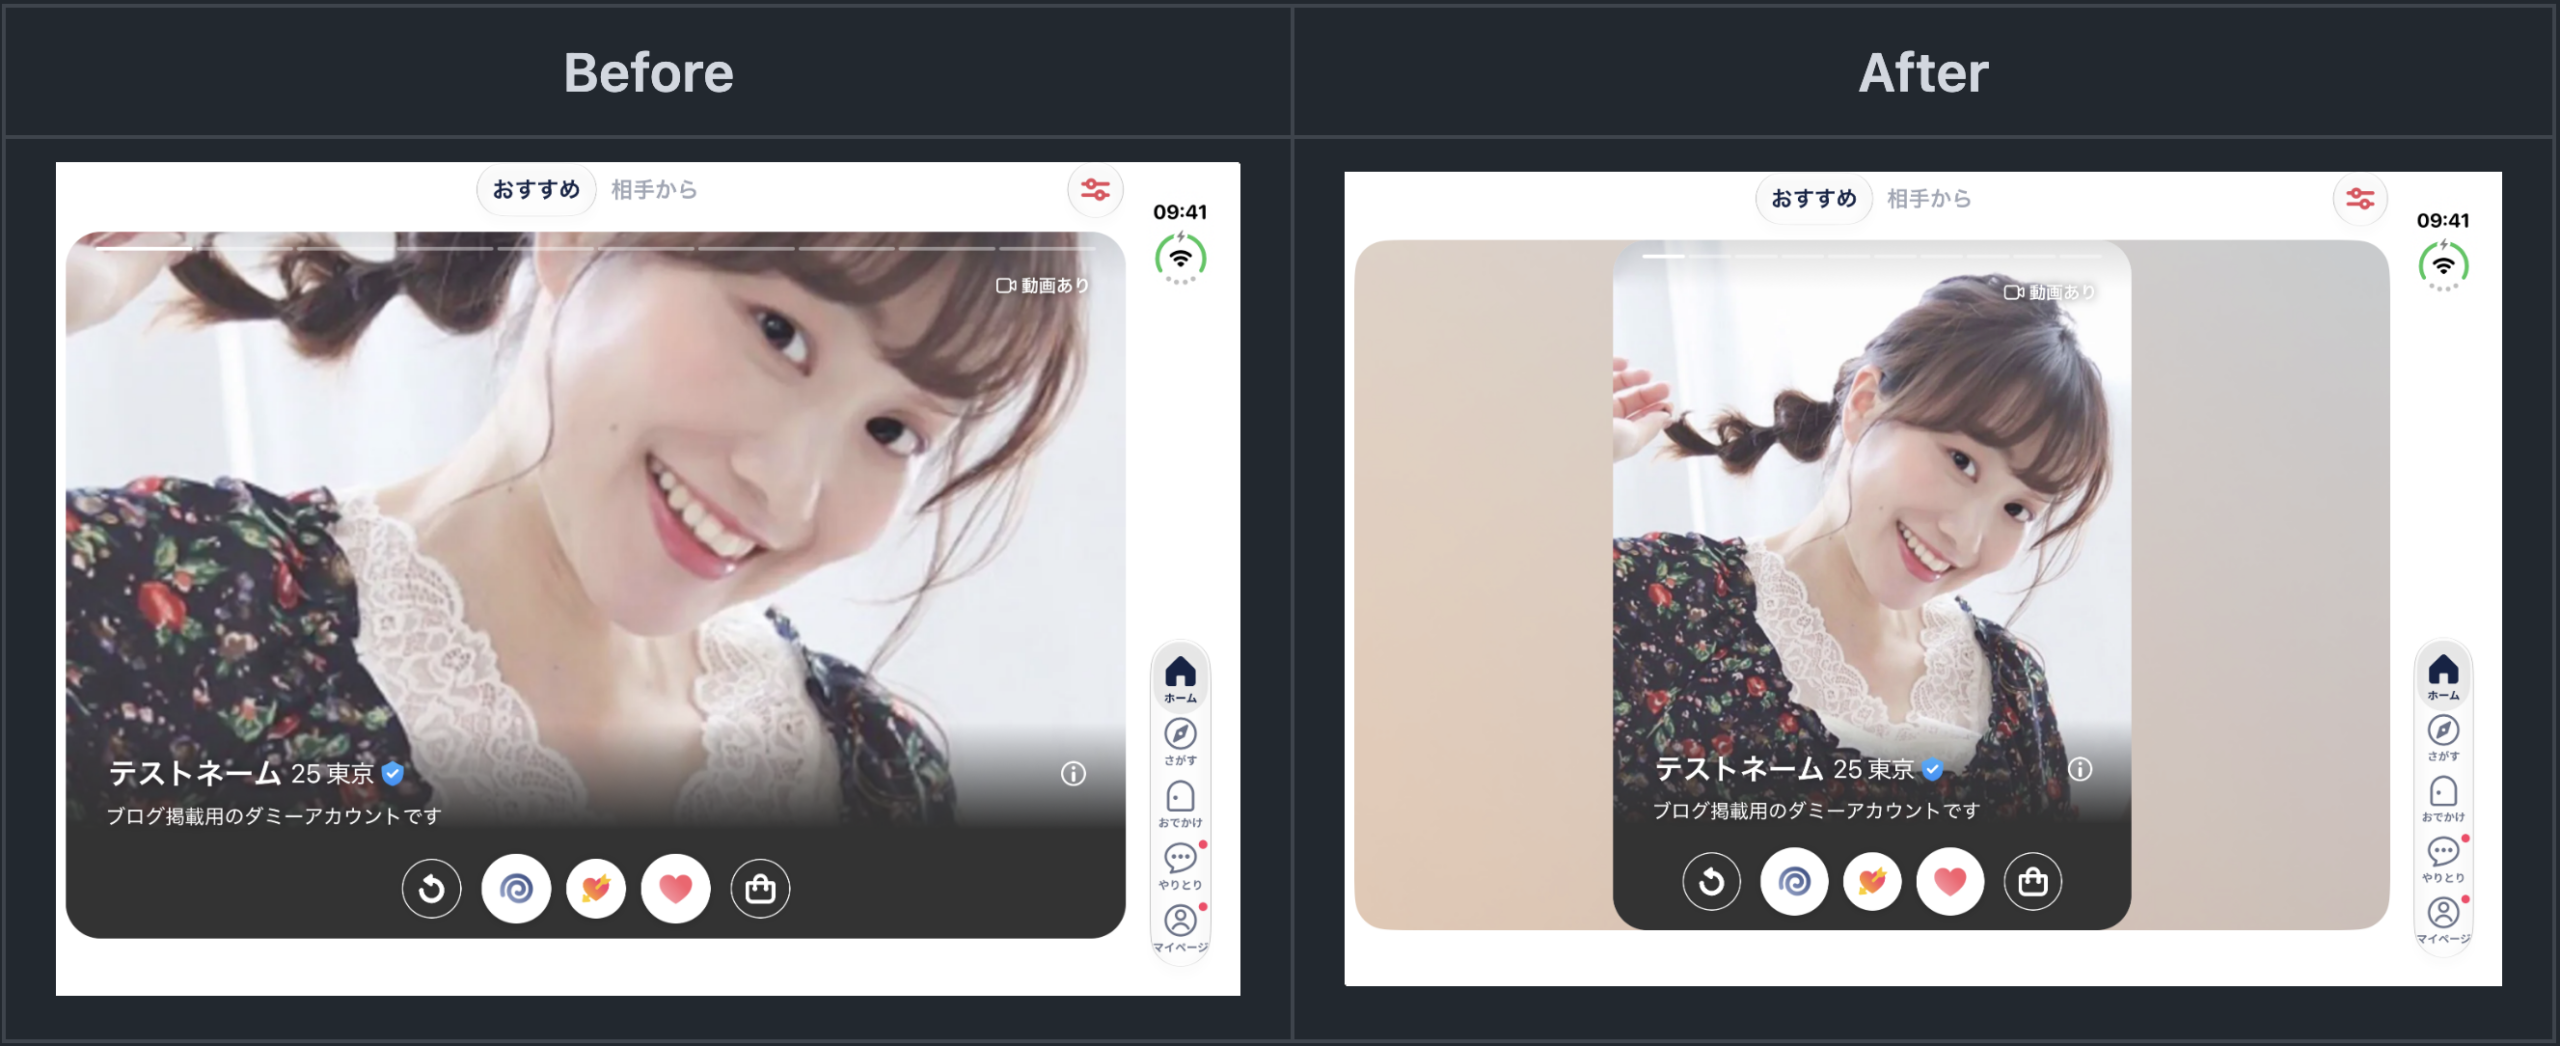 Before
After
おすすめ 相手から
09:41
動画あり
テストネーム 25 東京
ブログ掲載用のダミーアカウントです
ホーム
さがす
おでかけ
やりとり
マイページ
おすすめ 相手から
09:41
動画あり
テストネーム 25 東京
ブログ掲載用のダミーアカウントです
ホーム
さがす
おでかけ
やりとり
マイページ